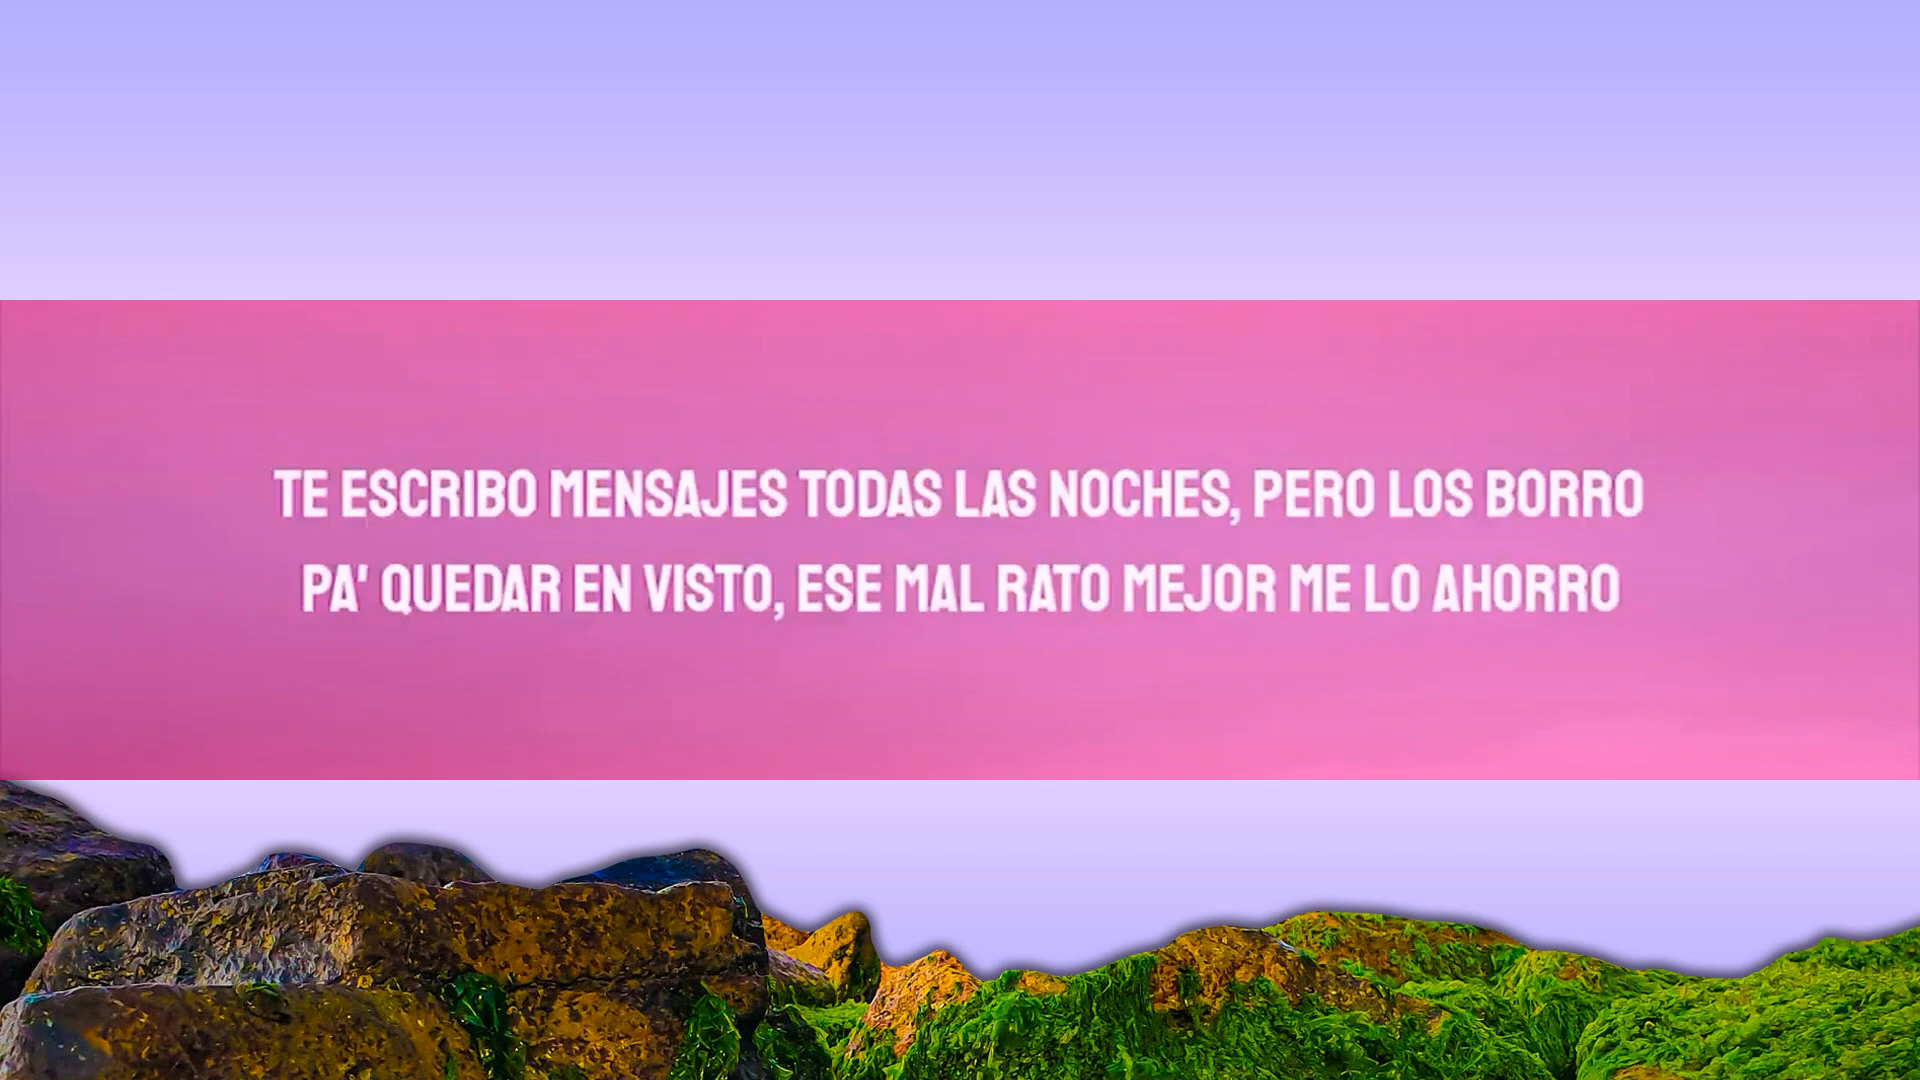 TE ESCRIBO MENSAJES TODAS LAS NOCHES, PERO LOS BORRO
PA' QUEDAR EN VISTO, ESE MAL RATO MEJOR ME LO AHORRO